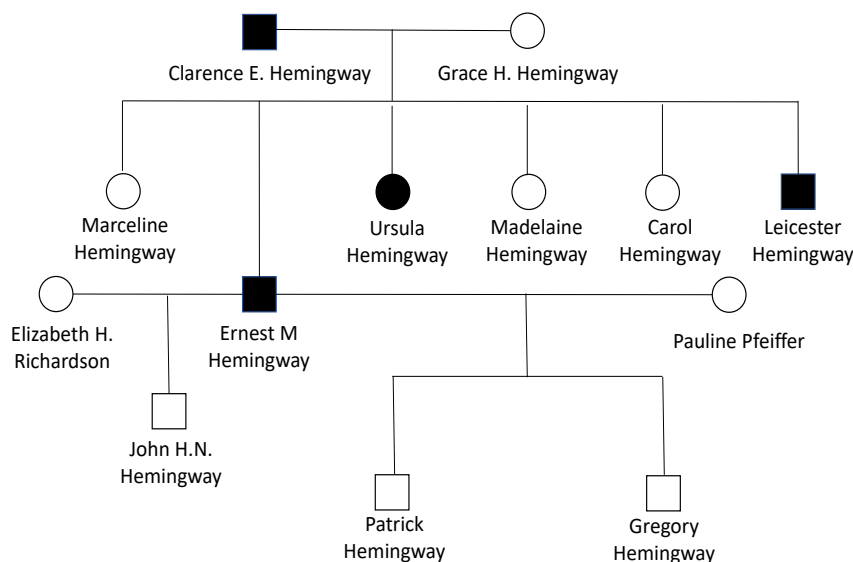 Clarence E. Hemingway
Grace H. Hemingway
Marceline
Hemingway
Ursula
Hemingway
Madelaine
Hemingway
Carol
Hemingway
Leicester
Hemingway
Elizabeth H.
Richardson
Ernest M
Hemingway
Pauline Pfeiffer
John H.N.
Hemingway
Patrick
Hemingway
Gregory
Hemingway